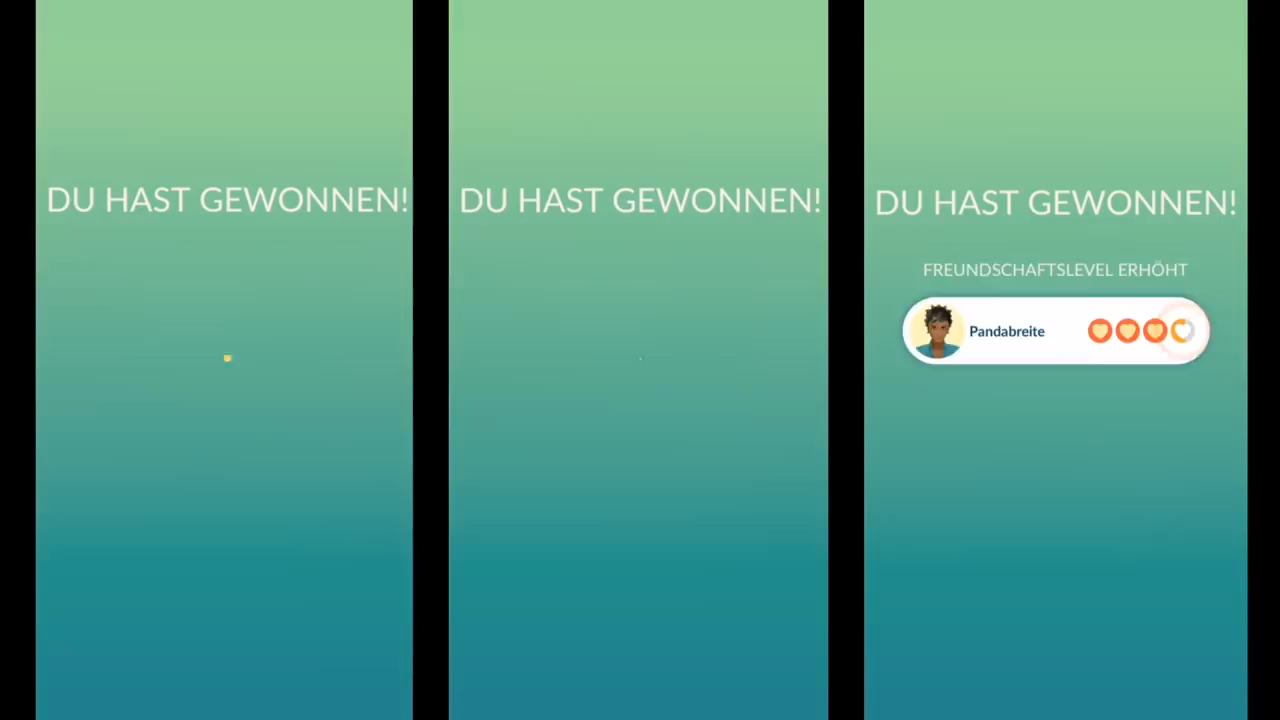 DU HAST GEWONNEN!
DU HAST GEWONNEN!
DU HAST GEWONNEN!
FREUNDSCHAFTSLEVEL ERHÖHT
Pandabreite